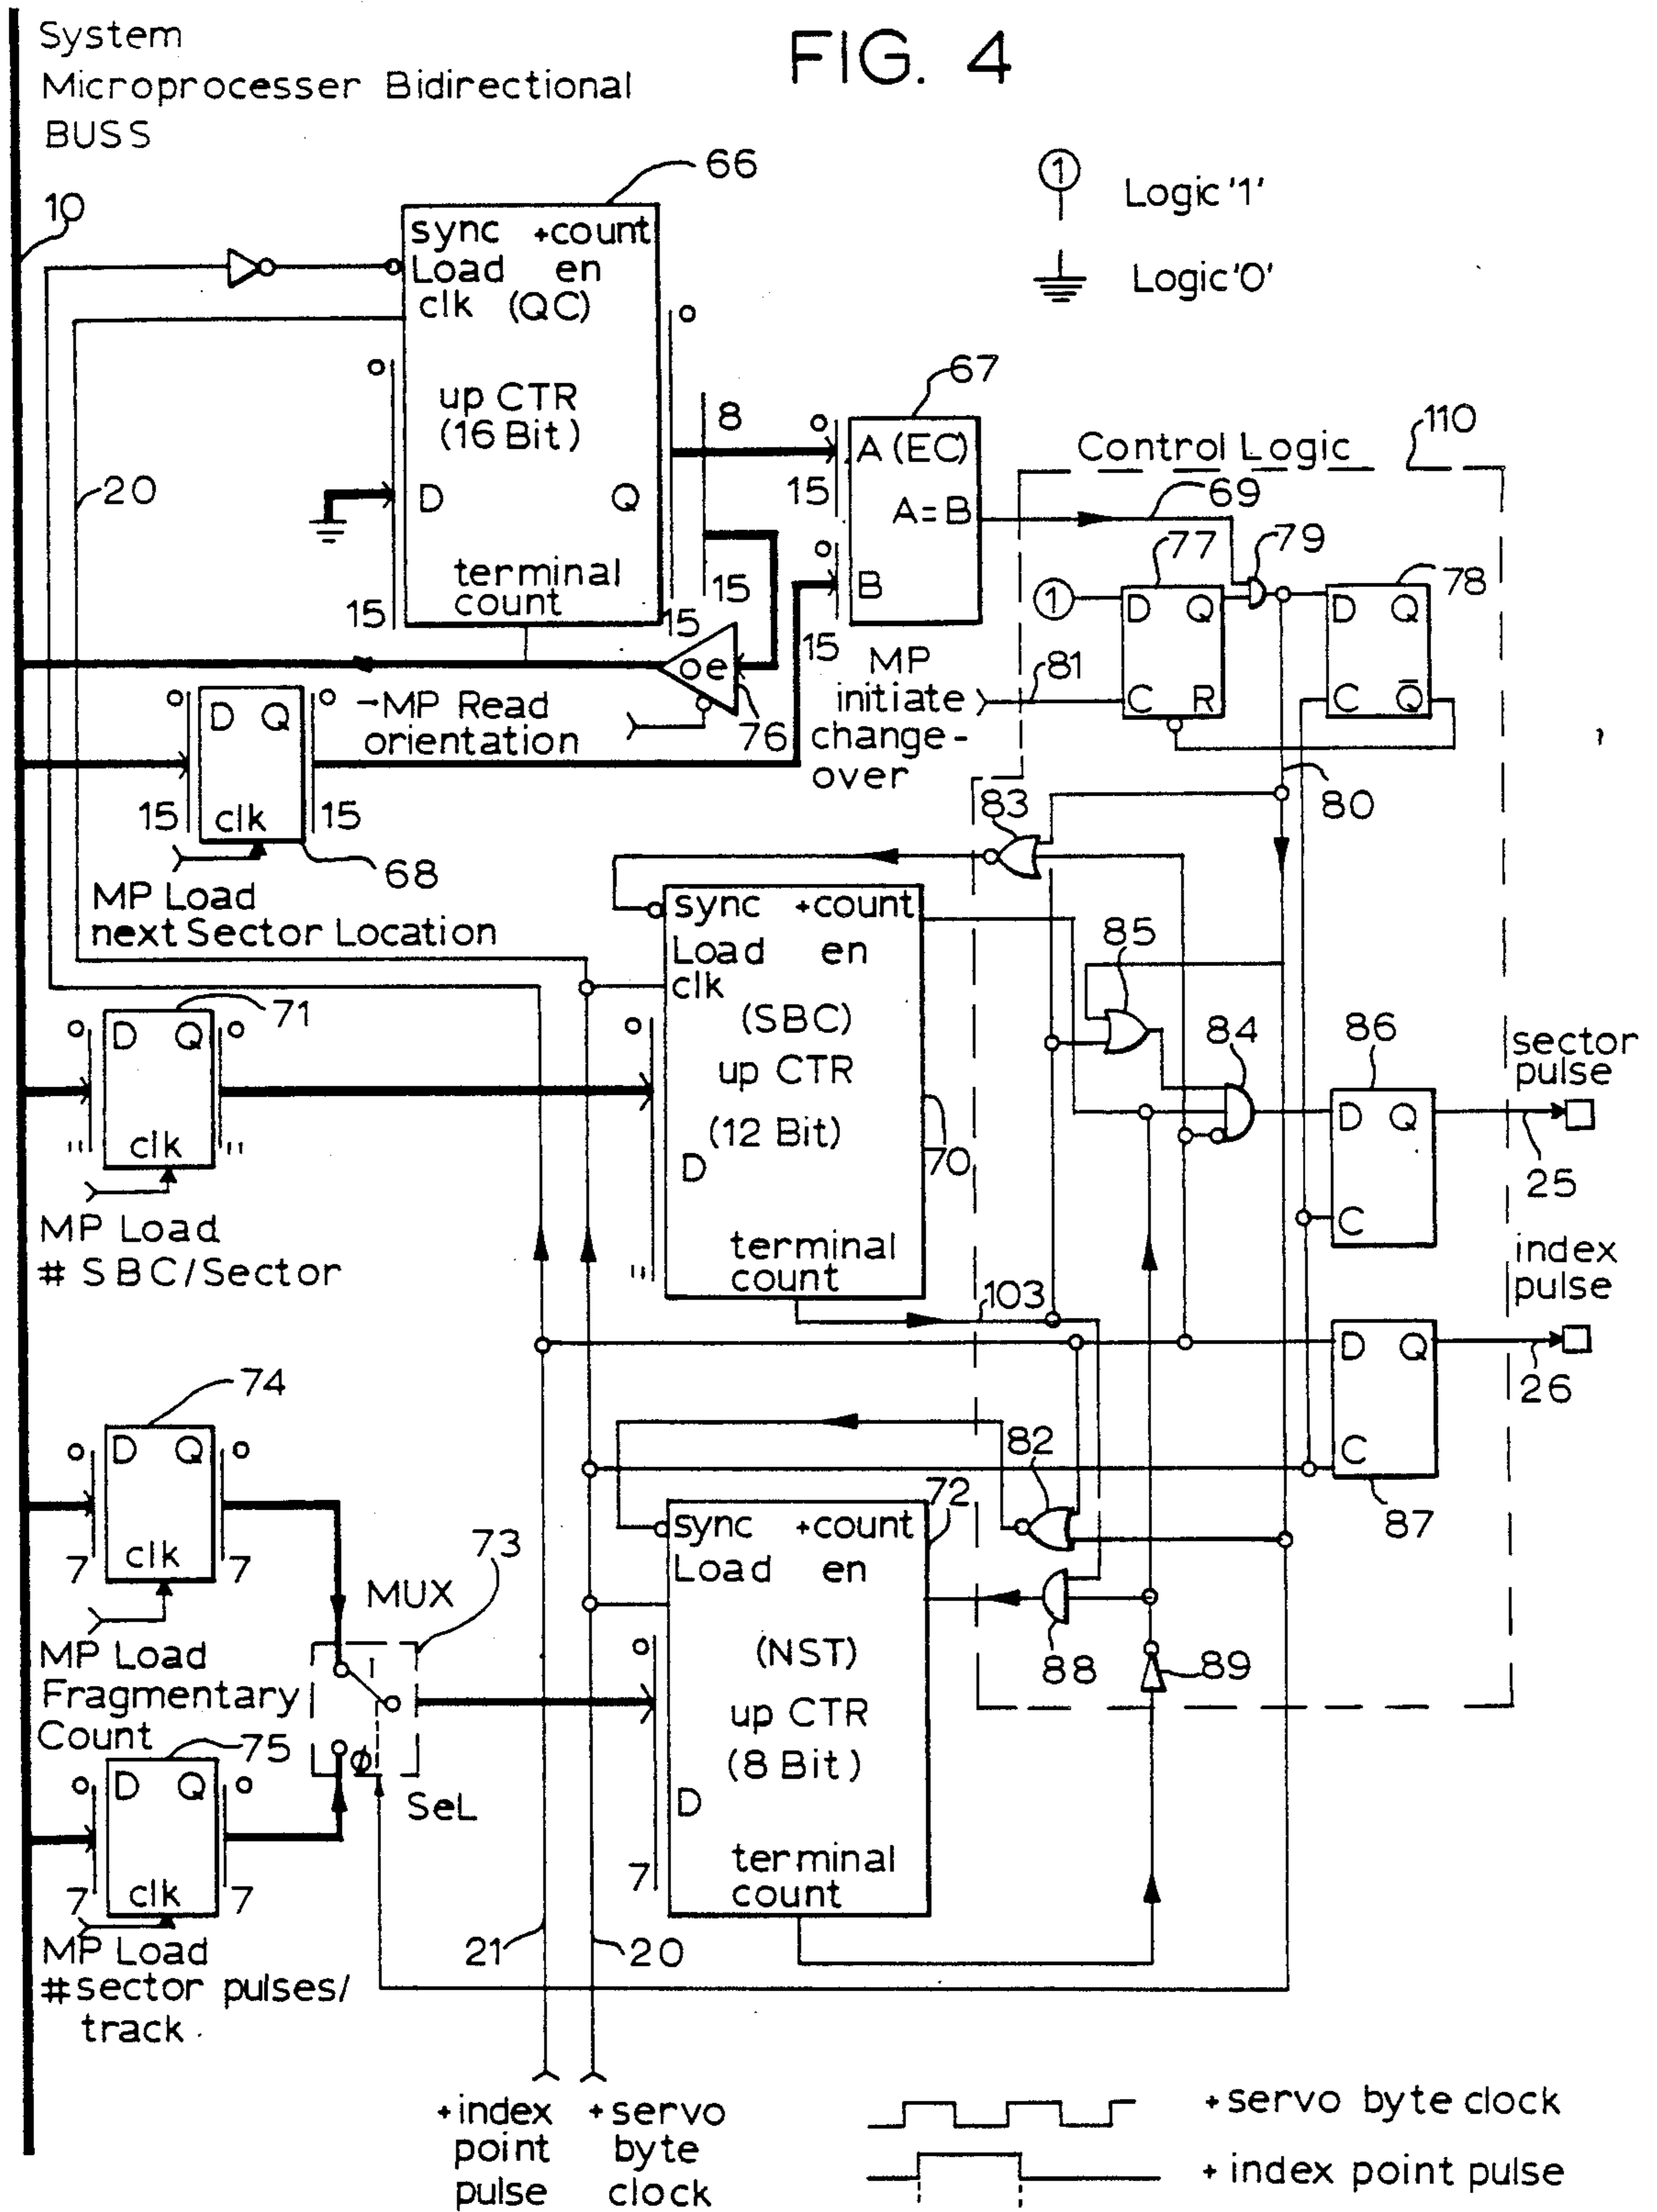 FIG. 4
System
Microprocesser Bidirectional
BUSS
10
66
1
Logic '1'
Logic '0'
sync +count
Load en
clk (QC)
o
o
up CTR
(16 Bit)
D Q
terminal
count
15
15
8
15
20
67
o
A (EC)
15
A=B
o
B
15
Control Logic
110
69
79
77
78
1
D Q
C R
D Q
C Q̅
81
MP
initiate
change-
over
80
oe
76
-MP Read
orientation
o
D Q
o
15
clk
15
68
MP Load
next Sector Location
83
sync +count
Load en
clk
(SBC)
o
up CTR
(12 Bit)
D
70
11
terminal
count
103
71
o
D Q
o
11
clk
11
MP Load
# SBC/Sector
85
84
86
D Q
C
sector
pulse
25
index
pulse
D Q
26
C
87
74
o
D Q
o
7
clk
7
MP Load
Fragmentary
Count
MUX
73
1
ϕ
SeL
75
o
D Q
o
7
clk
7
MP Load
#sector pulses/
track
82
72
sync +count
Load en
o
(NST)
up CTR
(8 Bit)
D
7
terminal
count
88
89
21
20
+index
point
pulse
+servo
byte
clock
+servo byte clock
+index point pulse